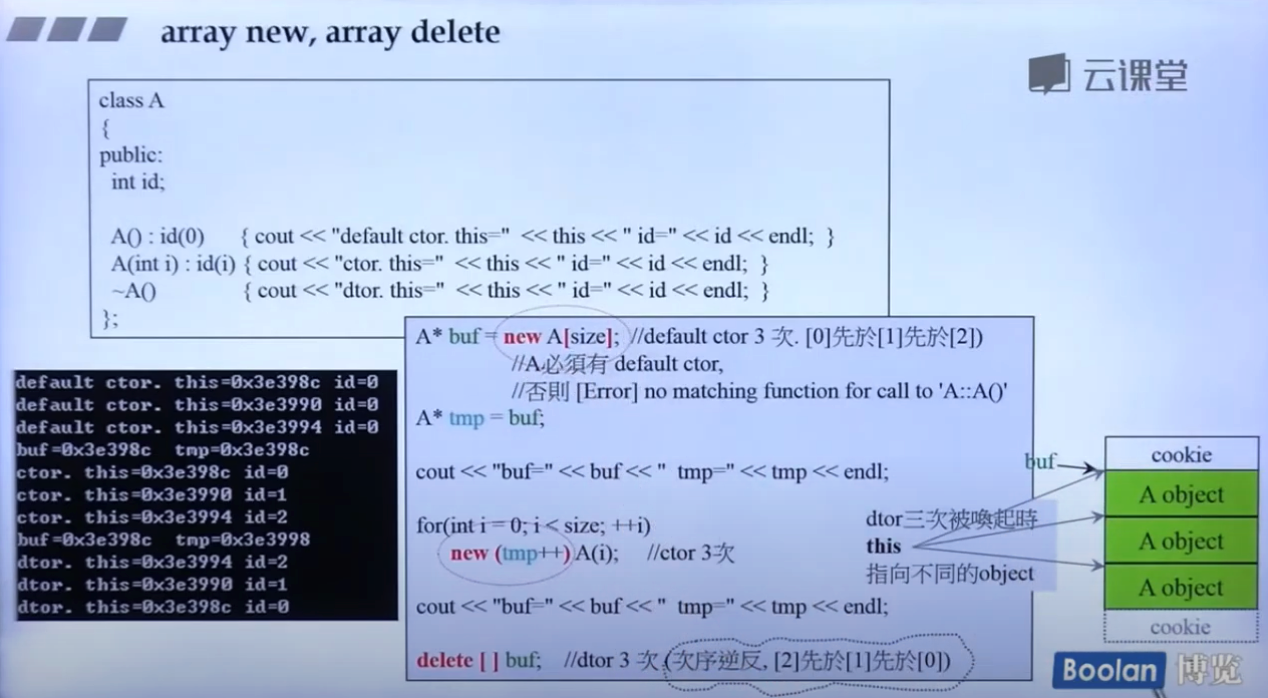 array new, array delete
云课堂
class A
{
public:
int id;
A() : id(0) { cout << "default ctor. this=" << this << " id=" << id << endl; }
A(int i) : id(i) { cout << "ctor. this=" << this << " id=" << id << endl; }
~A() { cout << "dtor. this=" << this << " id=" << id << endl; }
};
A* buf = new A[size]; //default ctor 3 次. [0]先於[1]先於[2])
//A必須有 default ctor,
//否則 [Error] no matching function for call to 'A::A()'
A* tmp = buf;
cout << "buf=" << buf << " tmp=" << tmp << endl;
for(int i = 0; i < size; ++i)
new (tmp++) A(i); //ctor 3次
cout << "buf=" << buf << " tmp=" << tmp << endl;
delete [ ] buf; //dtor 3 次 (次序逆反, [2]先於[1]先於[0])
default ctor. this=0x3e398c id=0
default ctor. this=0x3e3990 id=0
default ctor. this=0x3e3994 id=0
buf=0x3e398c tmp=0x3e398c
ctor. this=0x3e398c id=0
ctor. this=0x3e3990 id=1
ctor. this=0x3e3994 id=2
buf=0x3e398c tmp=0x3e3998
dtor. this=0x3e3994 id=2
dtor. this=0x3e3990 id=1
dtor. this=0x3e398c id=0
dtor三次被喚起時
this
指向不同的object
buf
cookie
A object
A object
A object
cookie
Boolan 博览